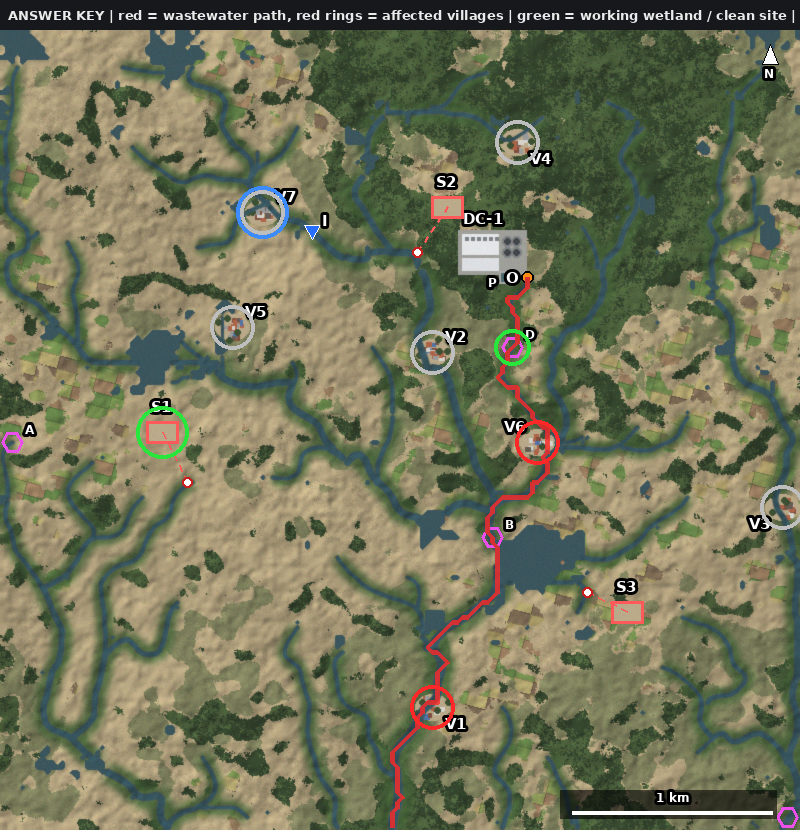 ANSWER KEY | red = wastewater path, red rings = affected villages | green = working wetland / clean site |
N
V4
S2
V7
I
DC-1
O
P
V5
V2
D
S1
A
V6
B
V3
S3
V1
1 km